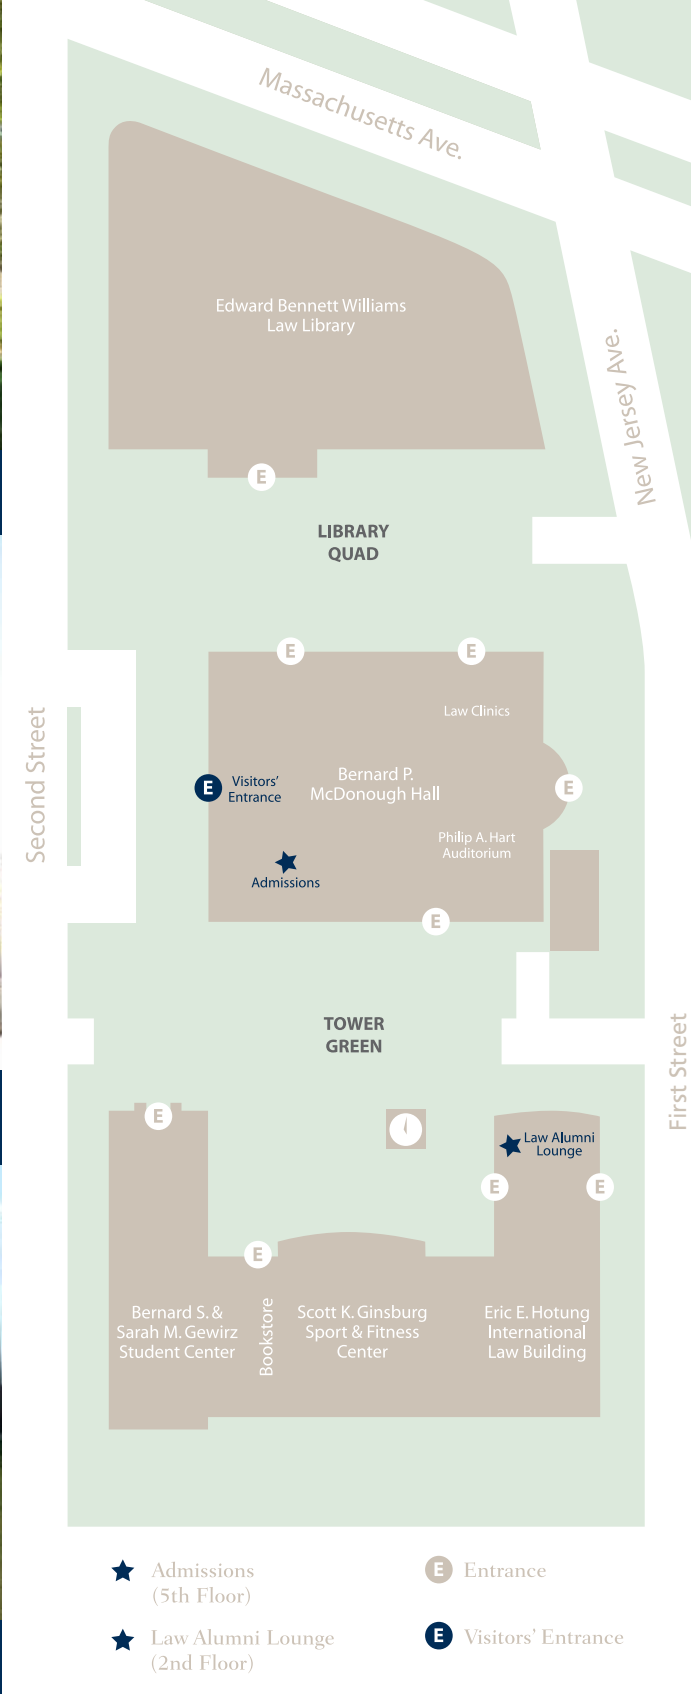 Massachusetts Ave.
Edward Bennett Williams
Law Library
New Jersey Ave.
E
LIBRARY
QUAD
E
E
Law Clinics
Second Street
Bernard P.
McDonough Hall
E
Visitors'
Entrance
E
Philip A. Hart
Auditorium
Admissions
E
TOWER
GREEN
First Street
E
Law Alumni
Lounge
E
E
E
Bernard S. &
Sarah M. Gewirz
Student Center
Bookstore
Scott K. Ginsburg
Sport & Fitness
Center
Eric E. Hotung
International
Law Building
Admissions
(5th Floor)
E Entrance
Law Alumni Lounge
(2nd Floor)
E Visitors' Entrance